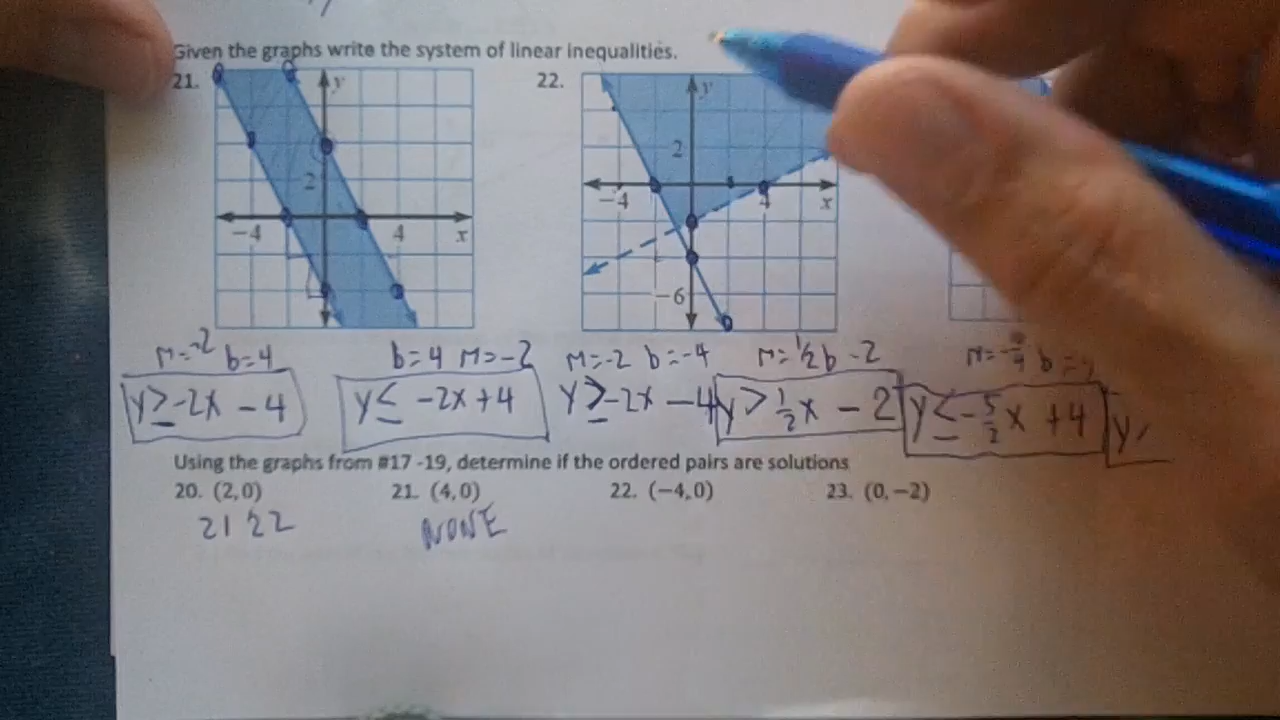 Given the graphs write the system of linear inequalities.
21. 22.
y y
2 2
-4 4 x -4 4 x
-6
m=-2 b=4 b=4 m=-2 m=-2 b=-4 m=1/2 b -2
y≥-2x -4 y≤ -2x+4 y≥-2x -4 y>1/2x -2 y≤-5/2x +4 y
Using the graphs from #17 -19, determine if the ordered pairs are solutions
20. (2,0) 21. (4,0) 22. (-4,0) 23. (0,-2)
21 22 NONE